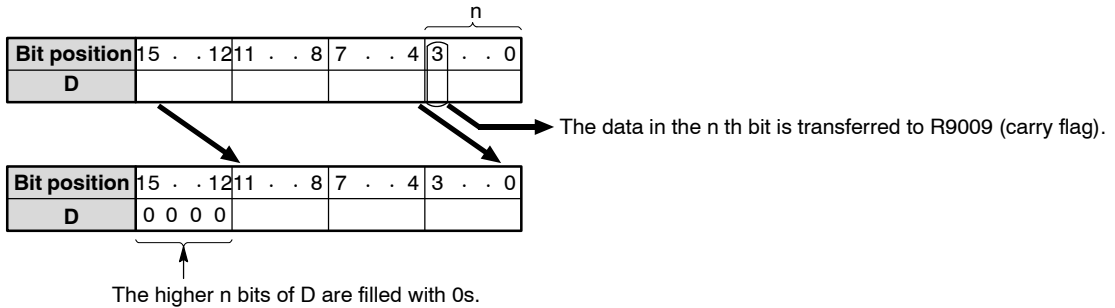 n
Bit position 15 · · 12 11 · · 8 7 · · 4 3 · · 0
D
The data in the n th bit is transferred to R9009 (carry flag).
Bit position 15 · · 12 11 · · 8 7 · · 4 3 · · 0
D 0 0 0 0
The higher n bits of D are filled with 0s.